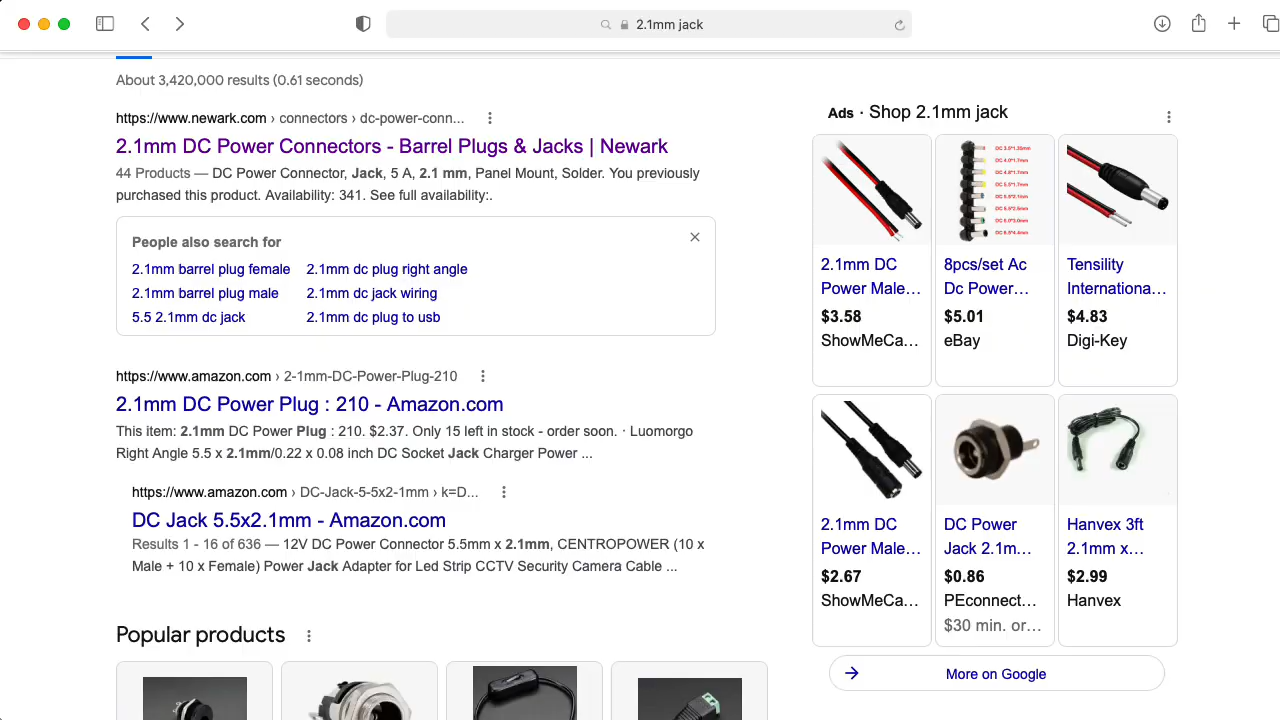 2.1mm jack
About 3,420,000 results (0.61 seconds)
https://www.newark.com › connectors › dc-power-conn...
2.1mm DC Power Connectors - Barrel Plugs & Jacks | Newark
44 Products — DC Power Connector, Jack, 5 A, 2.1 mm, Panel Mount, Solder. You previously
purchased this product. Availability: 341. See full availability:.
People also search for
2.1mm barrel plug female
2.1mm dc plug right angle
2.1mm barrel plug male
2.1mm dc jack wiring
5.5 2.1mm dc jack
2.1mm dc plug to usb
https://www.amazon.com › 2-1mm-DC-Power-Plug-210
2.1mm DC Power Plug : 210 - Amazon.com
This item: 2.1mm DC Power Plug : 210. $2.37. Only 15 left in stock - order soon. · Luomorgo
Right Angle 5.5 x 2.1mm/0.22 x 0.08 inch DC Socket Jack Charger Power ...
https://www.amazon.com › DC-Jack-5-5x2-1mm › k=D...
DC Jack 5.5x2.1mm - Amazon.com
Results 1 - 16 of 636 — 12V DC Power Connector 5.5mm x 2.1mm, CENTROPOWER (10 x
Male + 10 x Female) Power Jack Adapter for Led Strip CCTV Security Camera Cable ...
Popular products
Ads · Shop 2.1mm jack
2.1mm DC
Power Male...
$3.58
ShowMeCa...
8pcs/set Ac
Dc Power...
$5.01
eBay
Tensility
Internationa...
$4.83
Digi-Key
2.1mm DC
Power Male...
$2.67
ShowMeCa...
DC Power
Jack 2.1m...
$0.86
PEconnect...
$30 min. or...
Hanvex 3ft
2.1mm x...
$2.99
Hanvex
More on Google